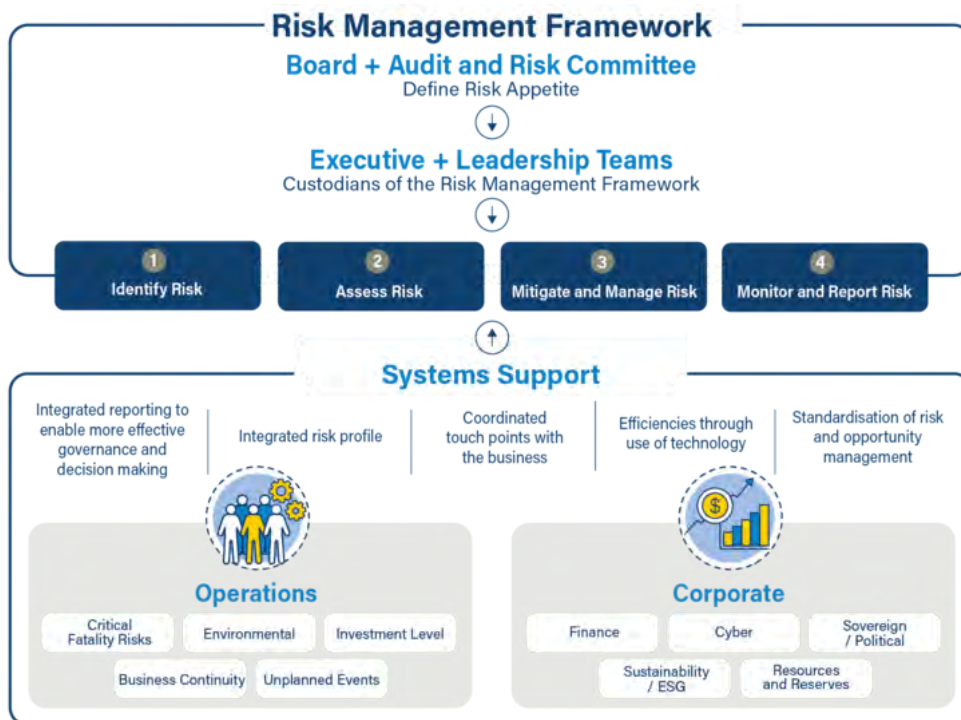 Risk Management Framework
Board + Audit and Risk Committee
Define Risk Appetite
Executive + Leadership Teams
Custodians of the Risk Management Framework
1
Identify Risk
2
Assess Risk
3
Mitigate and Manage Risk
4
Monitor and Report Risk
Systems Support
Integrated reporting to
enable more effective
governance and
decision making
Integrated risk profile
Coordinated
touch points with
the business
Efficiencies through
use of technology
Standardisation of risk
and opportunity
management
$
Operations
Critical
Fatality Risks
Environmental
Investment Level
Business Continuity
Unplanned Events
Corporate
Finance
Cyber
Sovereign
/ Political
Sustainability
/ ESG
Resources
and Reserves